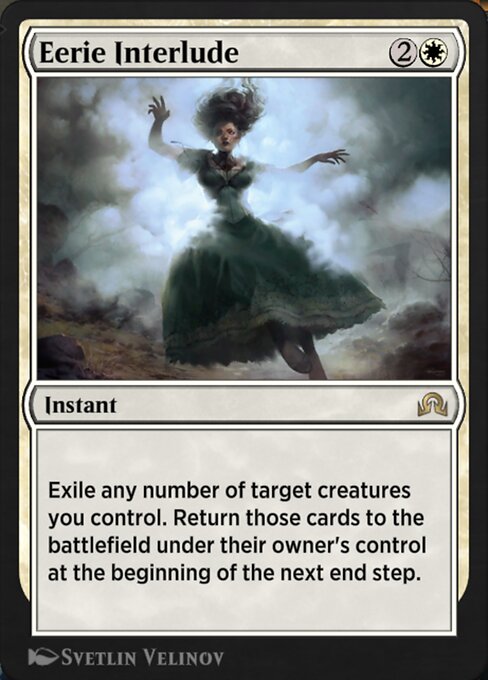 Eerie Interlude 2
Instant
Exile any number of target creatures
you control. Return those cards to the
battlefield under their owner's control
at the beginning of the next end step.
Svetlin Velinov